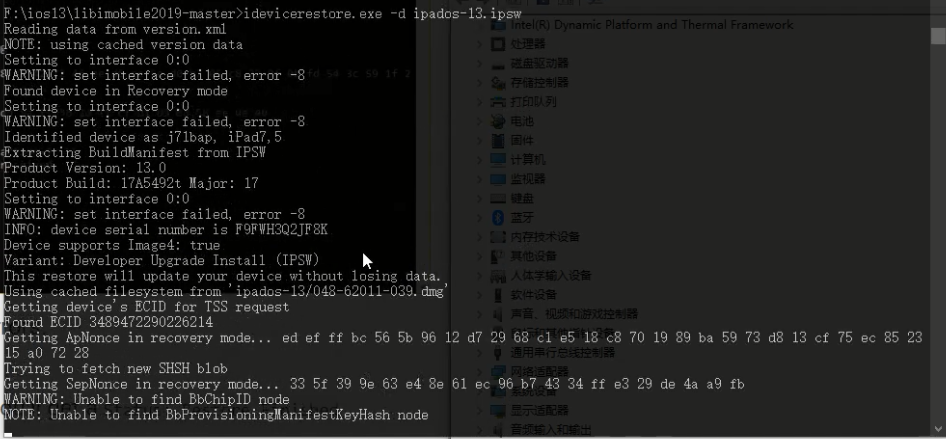 F:\ios13\libimobile2019-master>idevicerestore.exe -d ipados-13.ipsw
Reading data from version.xml
NOTE: using cached version data
Setting to interface 0:0
WARNING: set interface failed, error -8
Found device in Recovery mode
Setting to interface 0:0
WARNING: set interface failed, error -8
Identified device as j71bap, iPad7,5
Extracting BuildManifest from IPSW
Product Version: 13.0
Product Build: 17A5492t Major: 17
Setting to interface 0:0
WARNING: set interface failed, error -8
INFO: device serial number is F9FWH3Q2JF8K
Device supports Image4: true
Variant: Developer Upgrade Install (IPSW)
This restore will update your device without losing data.
Using cached filesystem from 'ipados-13/048-62011-039.dmg'
Getting device's ECID for TSS request
Found ECID 3489472290226214
Getting ApNonce in recovery mode... ed ef ff bc 56 5b 96 12 d7 29 68 c1 e5 18 c8 70 19 89 ba 59 73 d8 13 cf 75 ec 85 23
15 a0 72 28
Trying to fetch new SHSH blob
Getting SepNonce in recovery mode... 33 5f 39 9e 63 e4 8e 61 ec 96 b7 43 34 ff e3 29 de 4a a9 fb
WARNING: Unable to find BbChipID node
NOTE: Unable to find BbProvisioningManifestKeyHash node
Intel(R) Dynamic Platform and Thermal Framework
处理器
磁盘驱动器
存储控制器
打印队列
电池
固件
计算机
监视器
键盘
蓝牙
内存技术设备
其他设备
人体学输入设备
软件设备
声音、视频和游戏控制器
通用串行总线控制器
网络适配器
系统设备
显示适配器
音频输入和输出